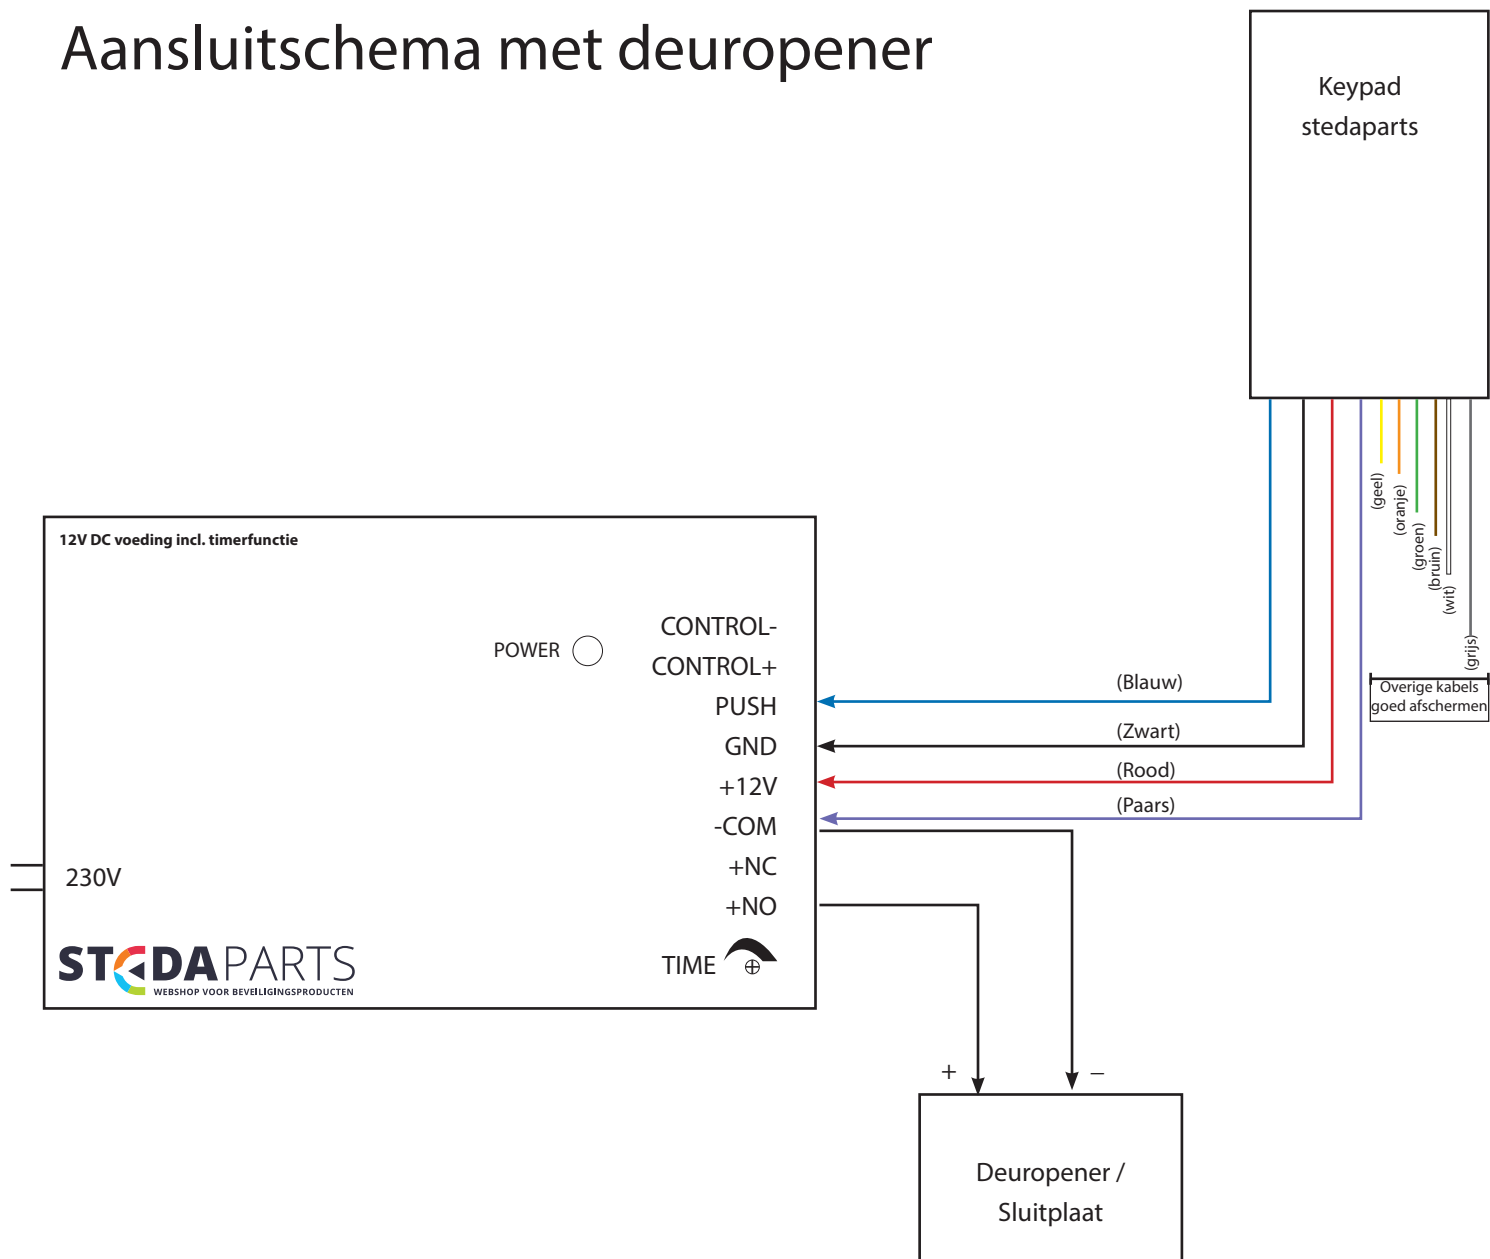 Aansluitschema met deuropener
Keypad
stedaparts
(geel)
(oranje)
(groen)
(bruin)
(wit)
(grijs)
Overige kabels
goed afschermen
12V DC voeding incl. timerfunctie
POWER
CONTROL-
CONTROL+
PUSH
GND
+12V
-COM
+NC
+NO
TIME
(Blauw)
(Zwart)
(Rood)
(Paars)
230V
STEDAPARTS
WEBSHOP VOOR BEVEILIGINGSPRODUCTEN
+
–
Deuropener /
Sluitplaat